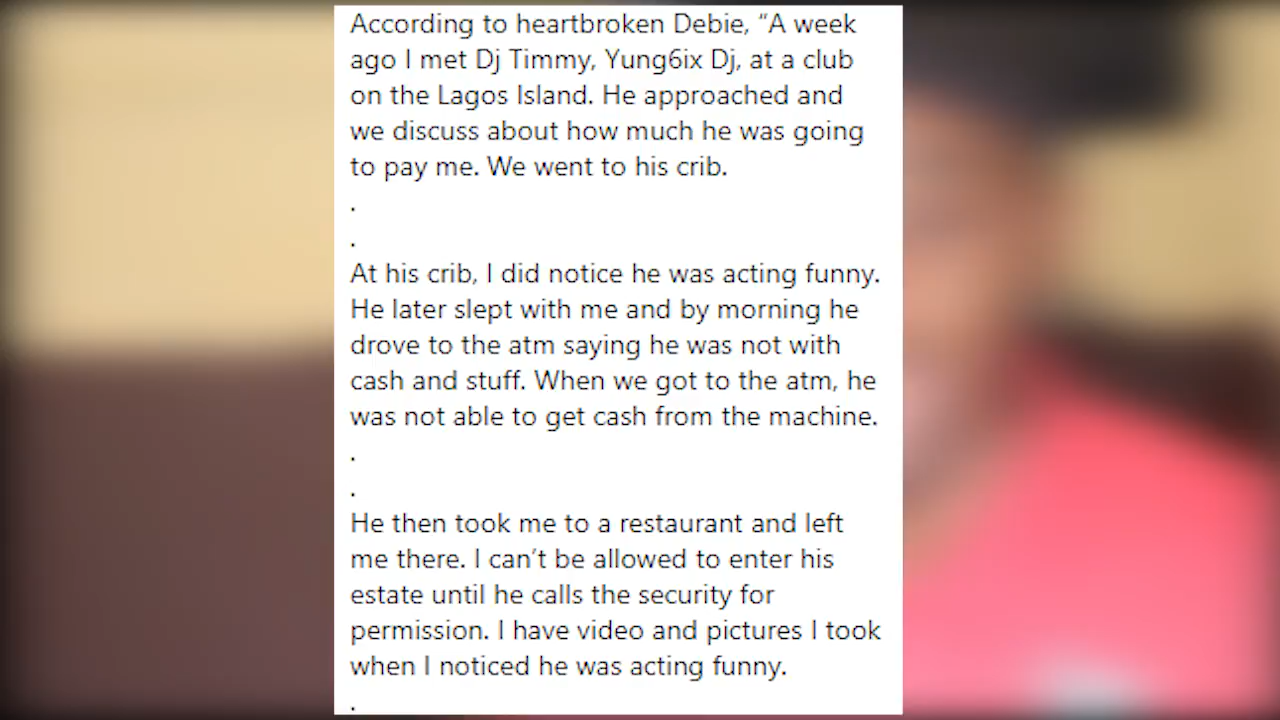 According to heartbroken Debie, “A week
ago I met Dj Timmy, Yung6ix Dj, at a club
on the Lagos Island. He approached and
we discuss about how much he was going
to pay me. We went to his crib.
.
.
At his crib, I did notice he was acting funny.
He later slept with me and by morning he
drove to the atm saying he was not with
cash and stuff. When we got to the atm, he
was not able to get cash from the machine.
.
.
He then took me to a restaurant and left
me there. I can’t be allowed to enter his
estate until he calls the security for
permission. I have video and pictures I took
when I noticed he was acting funny.
.